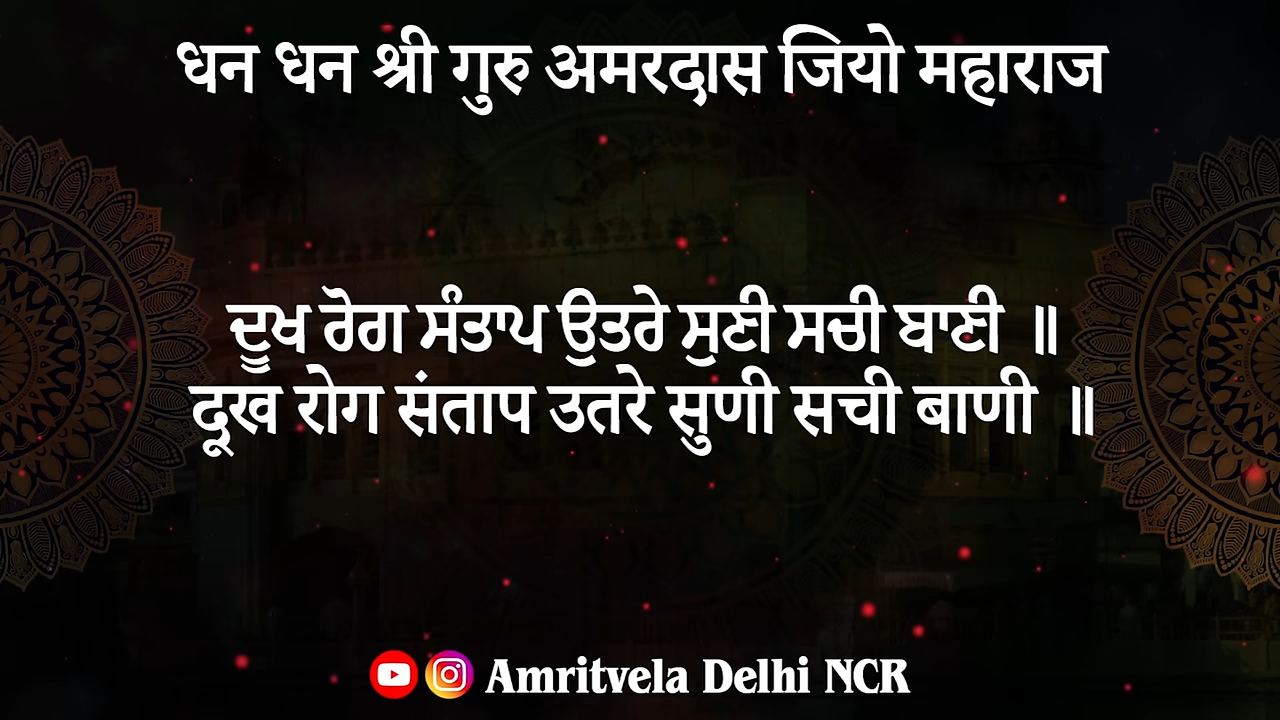 धन धन श्री गुरु अमरदास जियो महाराज
ਦੂਖ ਰੋਗ ਸੰਤਾਪ ਉਤਰੇ ਸੁਣੀ ਸਚੀ ਬਾਣੀ ॥
दूख रोग संताप उतरे सुणी सची बाणी ॥
Amritvela Delhi NCR